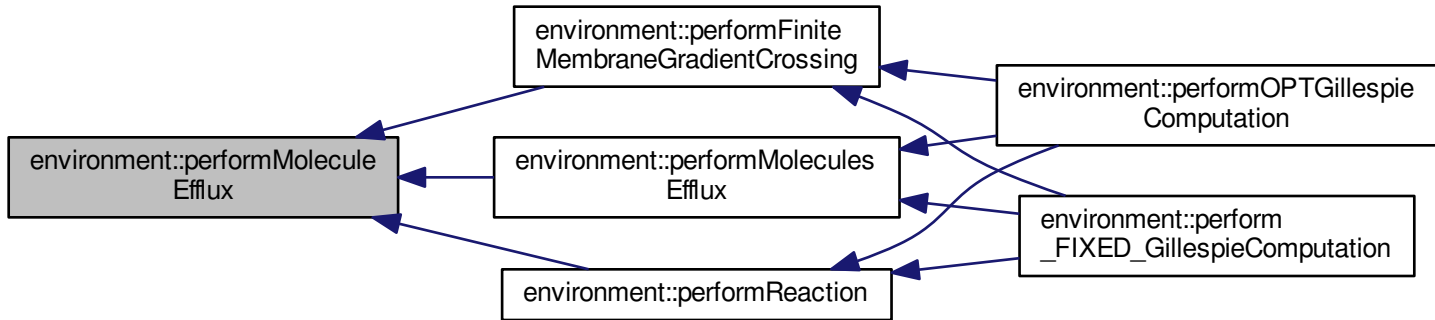 environment::performMolecule
Efflux
environment::performFinite
MembraneGradientCrossing
environment::performMolecules
Efflux
environment::performReaction
environment::performOPTGillespie
Computation
environment::perform
_FIXED_GillespieComputation